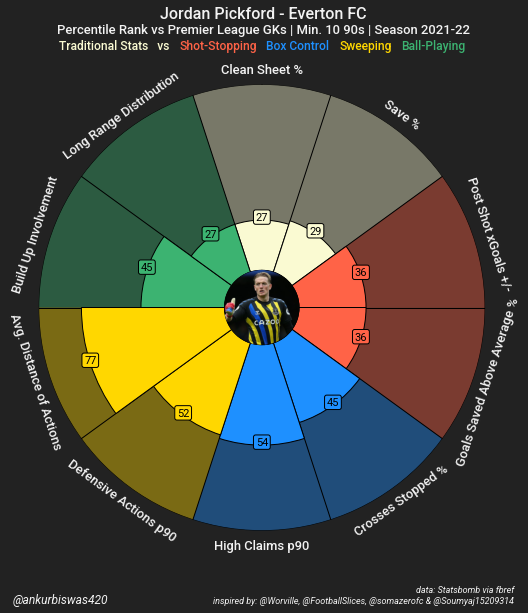 Jordan Pickford - Everton FC
Percentile Rank vs Premier League GKs | Min. 10 90s | Season 2021-22
Traditional Stats vs Shot-Stopping Box Control Sweeping Ball-Playing
Clean Sheet %
Save %
Post Shot xGoals +/-
Goals Saved Above Average %
Crosses Stopped %
High Claims p90
Defensive Actions p90
Avg. Distance of Actions
Build Up Involvement
Long Range Distribution
27
29
36
36
45
54
52
77
45
27
CAZOO
@ankurbiswas420
data: Statsbomb via fbref
inspired by: @Worville, @FootballSlices, @somazerofc & @Soumyaj15209314